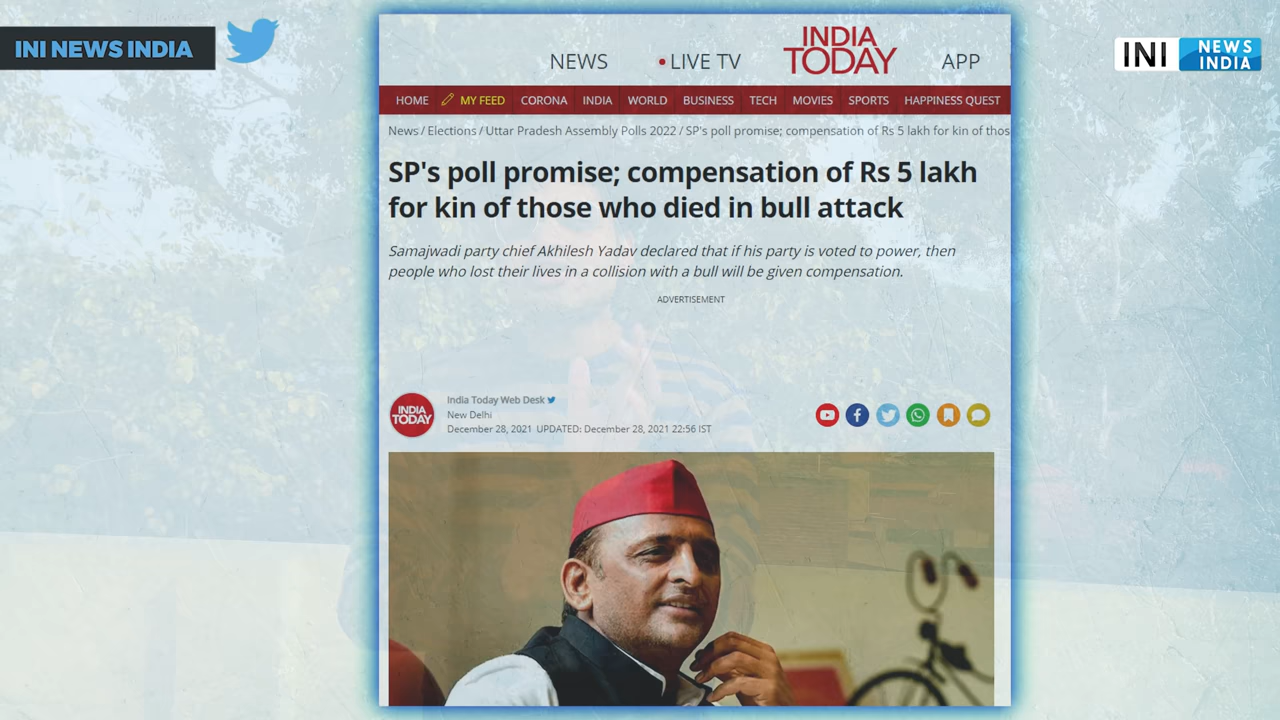 INI NEWS INDIA
INI NEWS
INDIA
INDIA
TODAY
NEWS
LIVE TV
APP
HOME MY FEED CORONA INDIA WORLD BUSINESS TECH MOVIES SPORTS HAPPINESS QUEST
News / Elections / Uttar Pradesh Assembly Polls 2022 / SP's poll promise; compensation of Rs 5 lakh for kin of thos
SP's poll promise; compensation of Rs 5 lakh
for kin of those who died in bull attack
Samajwadi party chief Akhilesh Yadav declared that if his party is voted to power, then
people who lost their lives in a collision with a bull will be given compensation.
ADVERTISEMENT
INDIA
TODAY
India Today Web Desk
New Delhi
December 28, 2021 UPDATED: December 28, 2021 22:56 IST